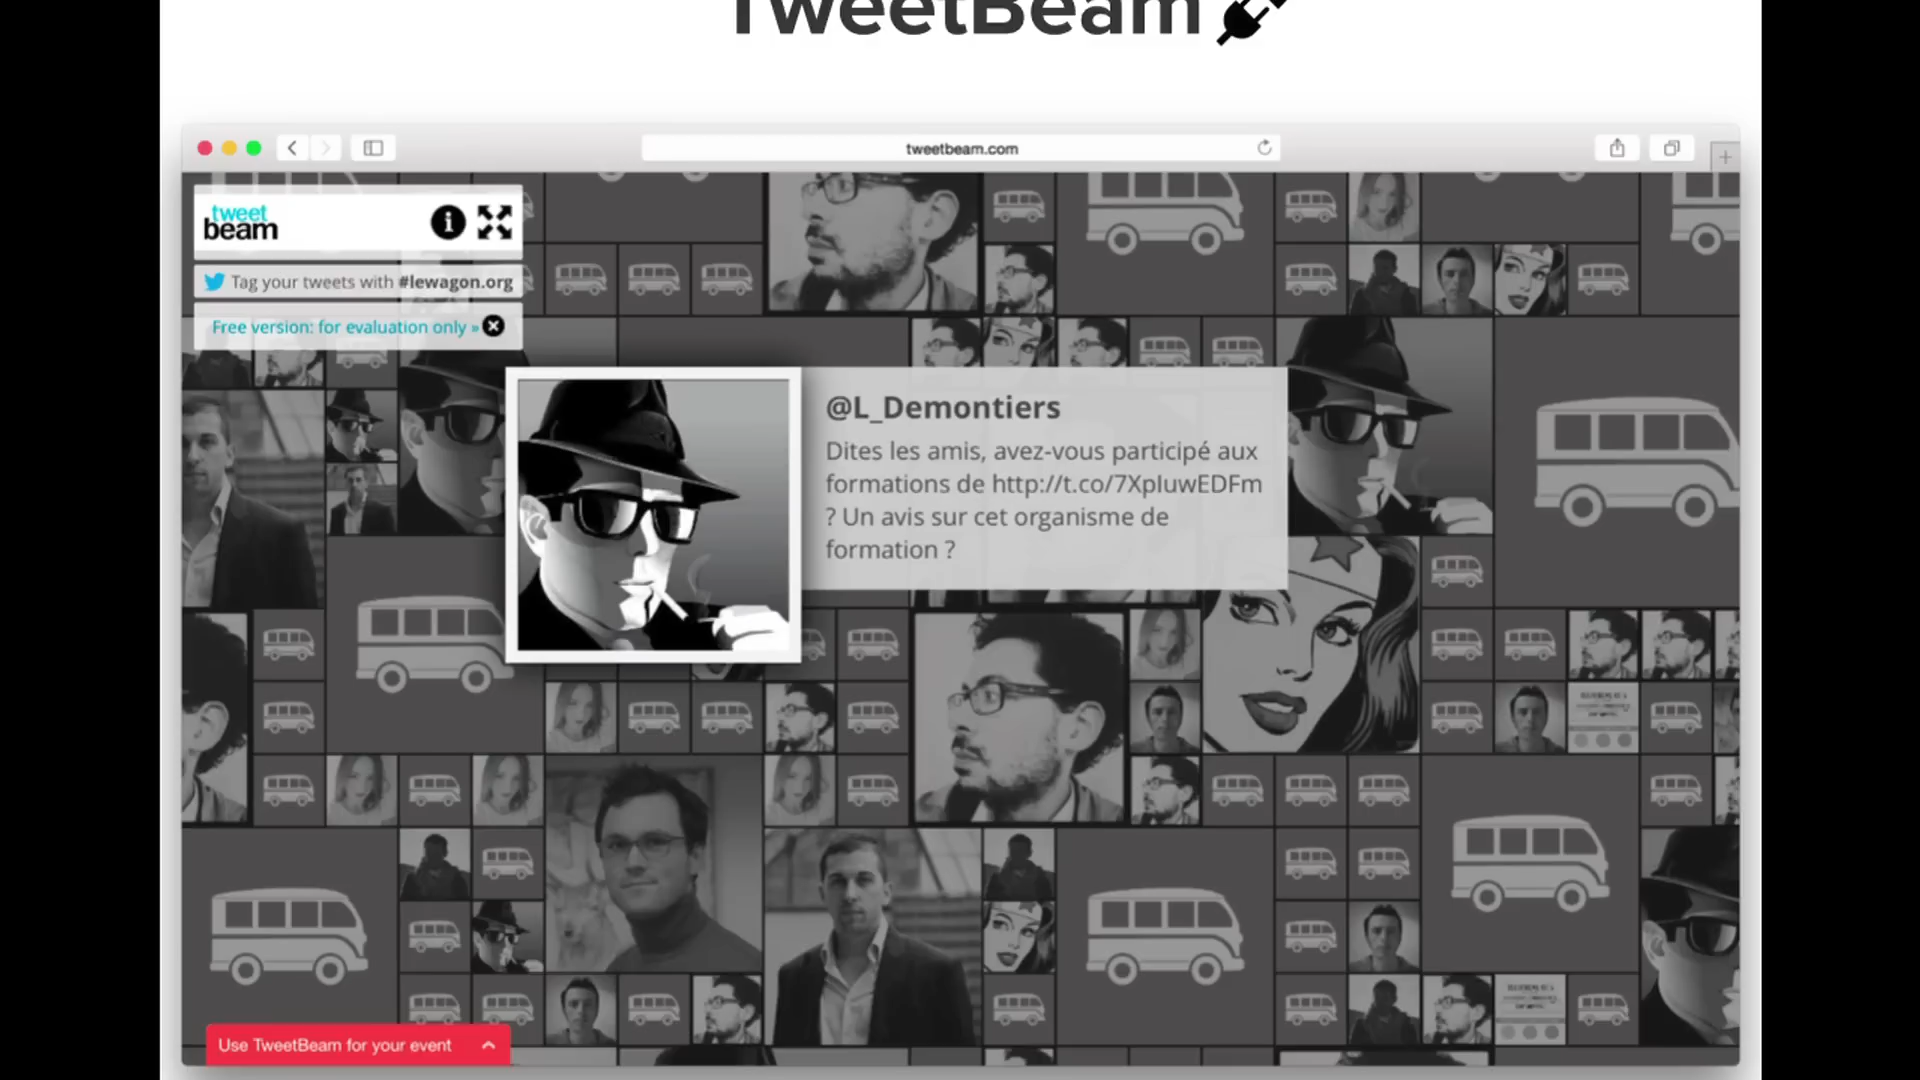 TweetBeam
tweetbeam.com
tweet
beam
Tag your tweets with #lewagon.org
Free version: for evaluation only »
@L_Demontiers
Dites les amis, avez-vous participé aux
formations de http://t.co/7XpluwEDFm
? Un avis sur cet organisme de
formation ?
Use TweetBeam for your event